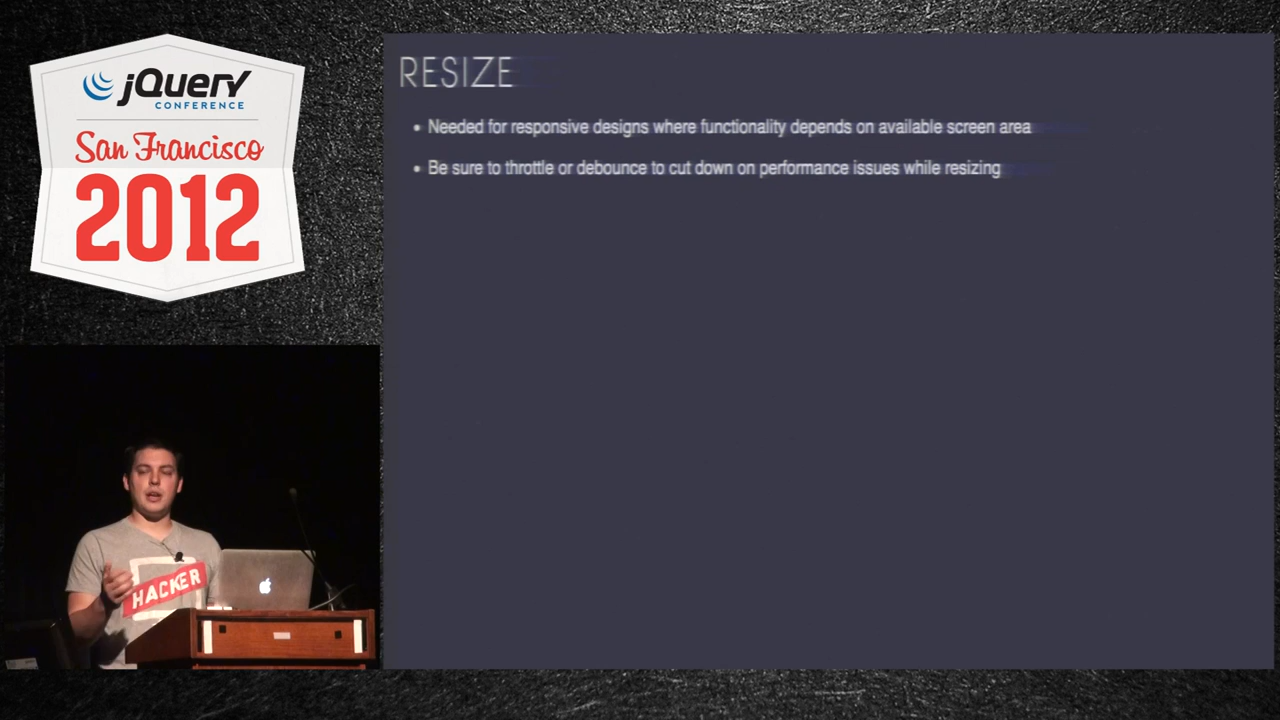 jQuery
CONFERENCE
San Francisco
2012
RESIZE
• Needed for responsive designs where functionality depends on available screen area
• Be sure to throttle or debounce to cut down on performance issues while resizing
HACKER